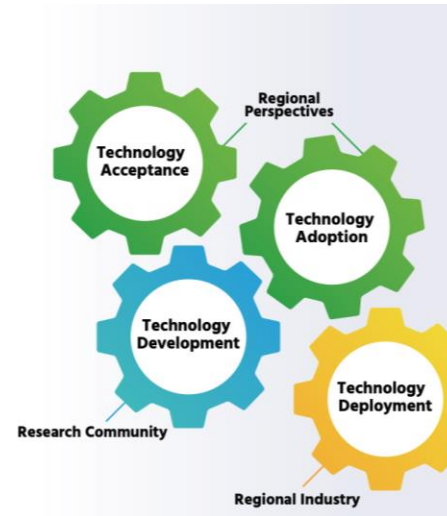 Regional
Perspectives
Technology
Acceptance
Technology
Adoption
Technology
Development
Technology
Deployment
Research Community
Regional Industry